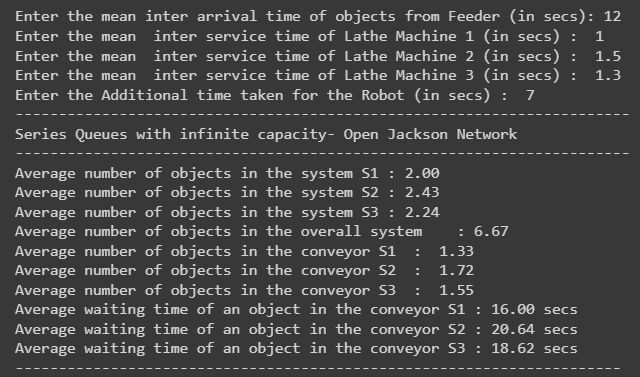 Enter the mean inter arrival time of objects from Feeder (in secs): 12
Enter the mean  inter service time of Lathe Machine 1 (in secs) :  1
Enter the mean  inter service time of Lathe Machine 2 (in secs) :  1.5
Enter the mean  inter service time of Lathe Machine 3 (in secs) :  1.3
Enter the Additional time taken for the Robot (in secs) :  7
----------------------------------------------------------------------
Series Queues with infinite capacity- Open Jackson Network
----------------------------------------------------------------------
Average number of objects in the system S1 : 2.00
Average number of objects in the system S2 : 2.43
Average number of objects in the system S3 : 2.24
Average number of objects in the overall system    : 6.67
Average number of objects in the conveyor S1  :  1.33
Average number of objects in the conveyor S2  :  1.72
Average number of objects in the conveyor S3  :  1.55
Average waiting time of an object in the conveyor S1 : 16.00 secs
Average waiting time of an object in the conveyor S2 : 20.64 secs
Average waiting time of an object in the conveyor S3 : 18.62 secs
---------------------------------------------------------------------